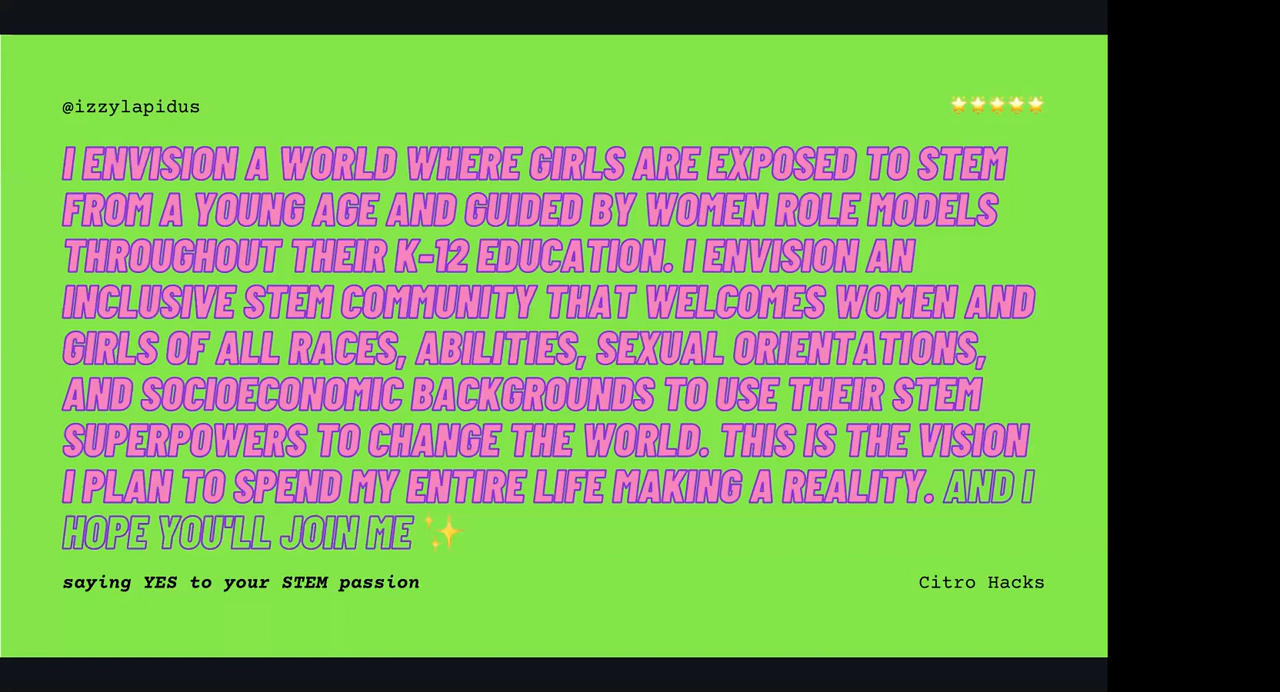 @izzylapidus
I ENVISION A WORLD WHERE GIRLS ARE EXPOSED TO STEM
FROM A YOUNG AGE AND GUIDED BY WOMEN ROLE MODELS
THROUGHOUT THEIR K-12 EDUCATION. I ENVISION AN
INCLUSIVE STEM COMMUNITY THAT WELCOMES WOMEN AND
GIRLS OF ALL RACES, ABILITIES, SEXUAL ORIENTATIONS,
AND SOCIOECONOMIC BACKGROUNDS TO USE THEIR STEM
SUPERPOWERS TO CHANGE THE WORLD. THIS IS THE VISION
I PLAN TO SPEND MY ENTIRE LIFE MAKING A REALITY. AND I
HOPE YOU'LL JOIN ME ✨
saying YES to your STEM passion
Citro Hacks